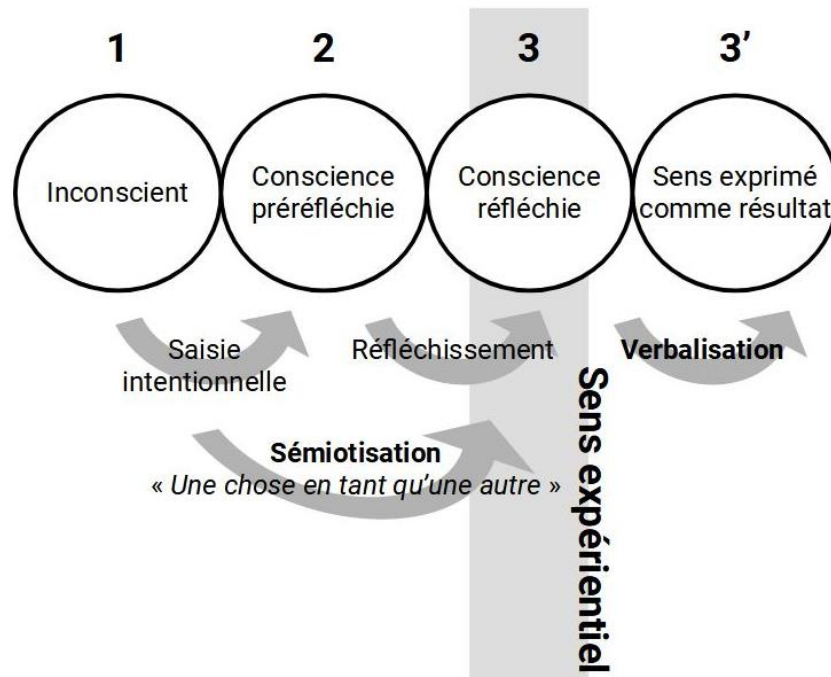 1
2
3
3’
Inconscient
Conscience
préréfléchie
Conscience
réfléchie
Sens exprimé
comme résultat
Saisie
intentionnelle
Réfléchissement
Verbalisation
Sémiotisation
« Une chose en tant qu’une autre »
Sens expérientiel